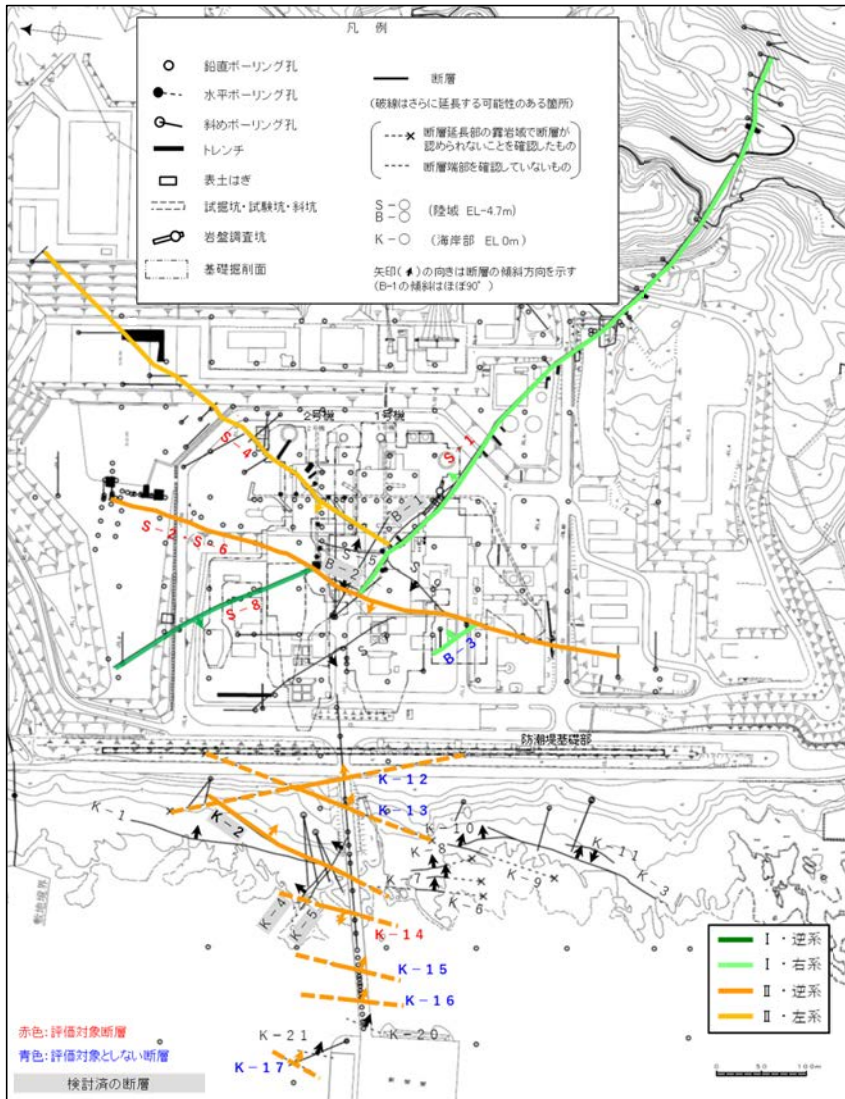 凡　例
鉛直ボーリング孔
水平ボーリング孔
斜めボーリング孔
トレンチ
表土はぎ
試掘坑・試験坑・斜坑
岩盤調査坑
基礎掘削面
断層
(破線はさらに延長する可能性のある箇所)
断層延長部の露岩域で断層が
認められないことを確認したもの
断層端部を確認していないもの
S－○
B－○
(陸域 EL-4.7m)
K－○
(海岸部 EL 0m)
矢印( )の向きは断層の傾斜方向を示す
(B-1の傾斜はほぼ90°)
2号機
1号機
S－4
S－1
B－1
S－2・S－6
B－2
S－5
S－9
S－8
B－3
防潮堤基礎部
K－12
K－13
K－1
K－2
K－10
K－11
K－8
K－7
K－9
K－3
K－6
K－4
K－5
K－14
K－15
K－16
K－21
K－20
K－17
敷地境界
Ⅰ・逆系
Ⅰ・右系
Ⅱ・逆系
Ⅱ・左系
赤色:評価対象断層
青色:評価対象としない断層
検討済の断層
0 50 100m